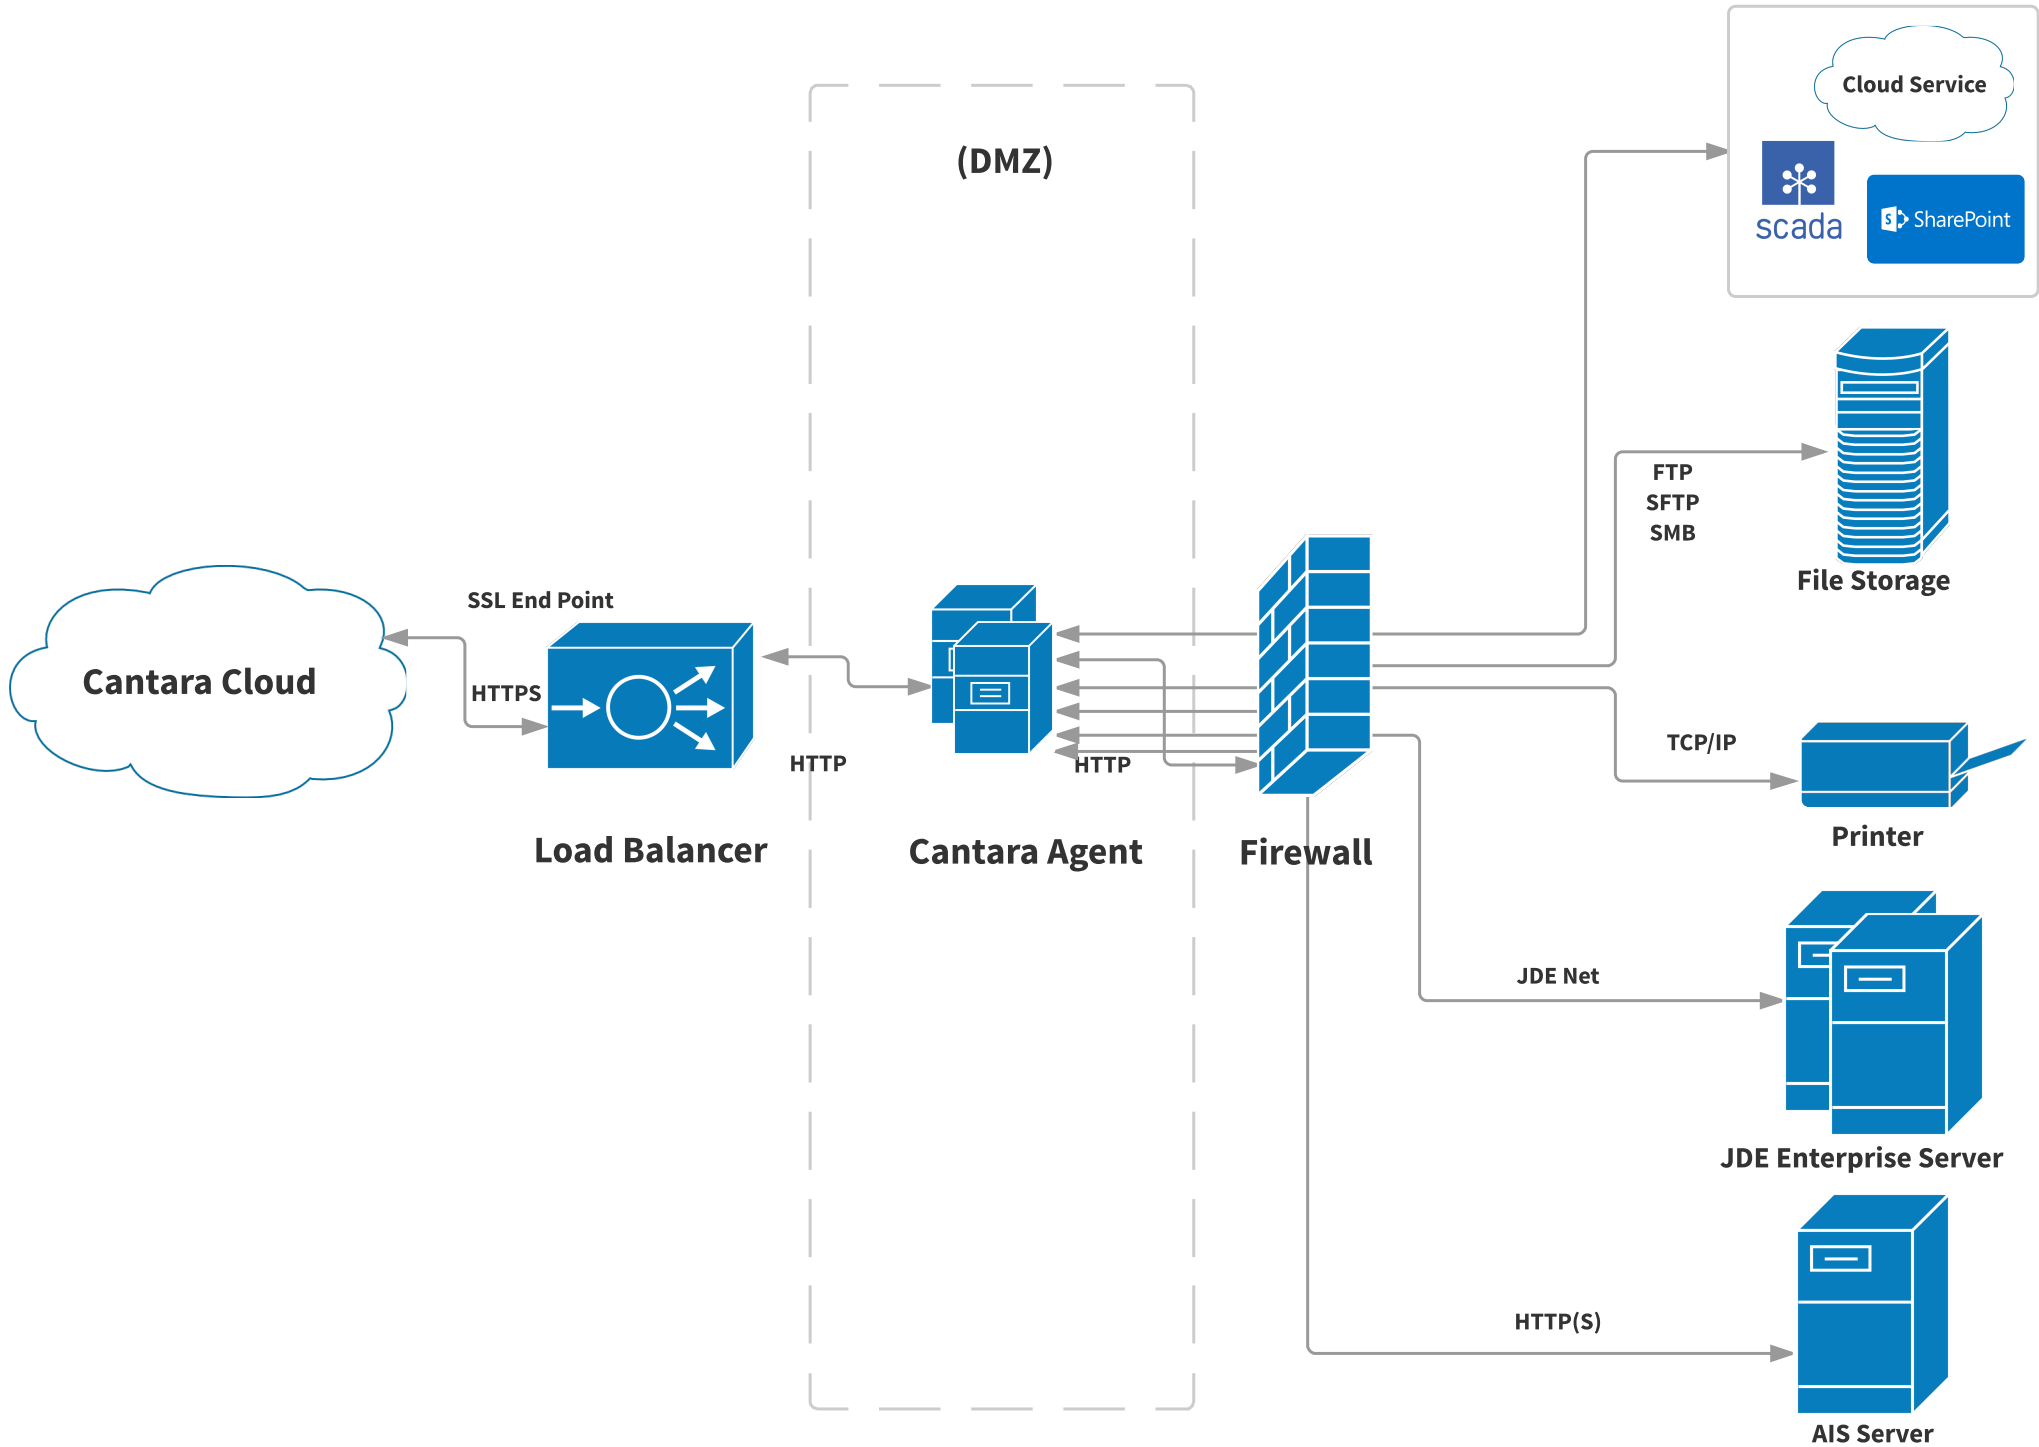 Cloud Service
(DMZ)
scada
S SharePoint
FTP
SFTP
SMB
File Storage
SSL End Point
Cantara Cloud
HTTPS
TCP/IP
HTTP
HTTP
Printer
Load Balancer
Cantara Agent
Firewall
JDE Net
JDE Enterprise Server
HTTP(S)
AIS Server